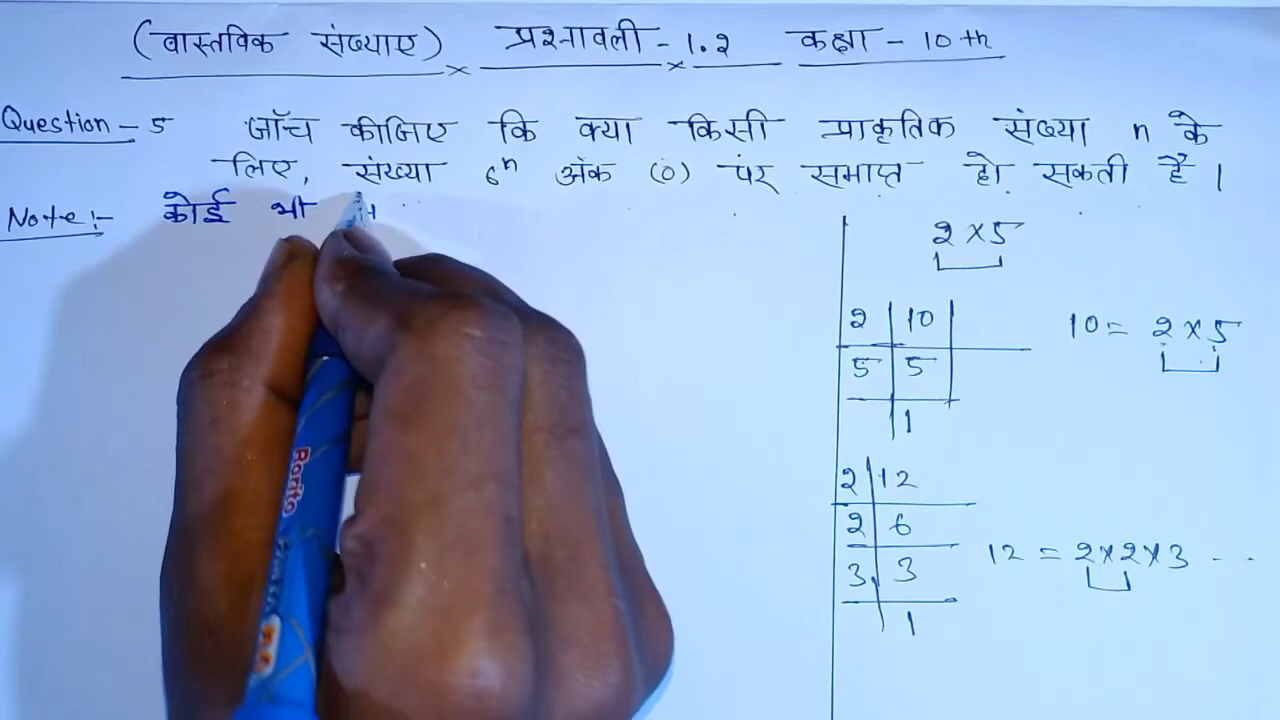 (वास्तविक संख्याए) प्रश्नावली - 1.2 कक्षा - 10th
Question - 5 जाँच कीजिए कि क्या किसी प्राकृतिक संख्या n के
लिए, संख्या 6ⁿ अंक (0) पर समाप्त हो सकती है।
Note:- कोई भी
2 × 5
2 | 10
5 | 5
1
10 = 2 × 5
2 | 12
2 | 6
3 | 3
1
12 = 2 × 2 × 3 ....
Rorito